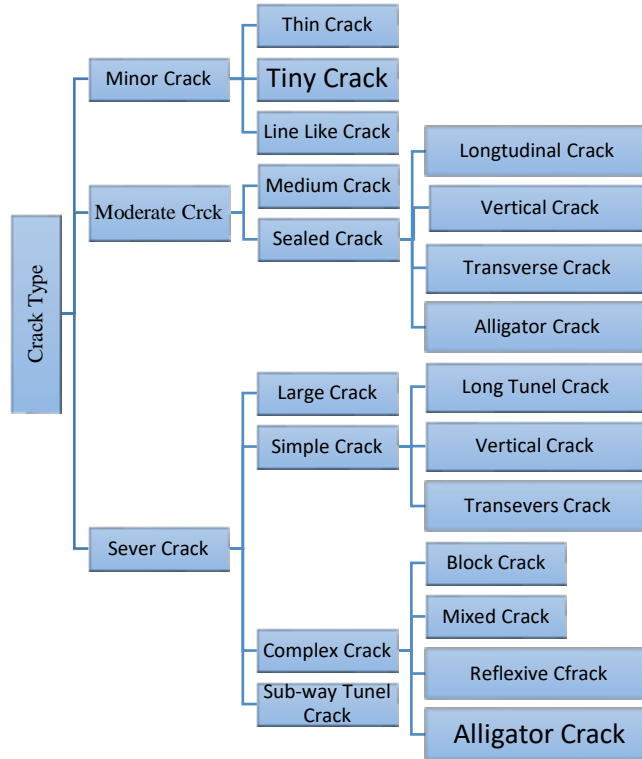 Crack Type
Minor Crack
Thin Crack
Tiny Crack
Line Like Crack
Moderate Crck
Medium Crack
Sealed Crack
Longtudinal Crack
Vertical Crack
Transverse Crack
Alligator Crack
Sever Crack
Large Crack
Simple Crack
Long Tunel Crack
Vertical Crack
Transevers Crack
Complex Crack
Block Crack
Mixed Crack
Reflexive Cfrack
Alligator Crack
Sub-way Tunel
Crack